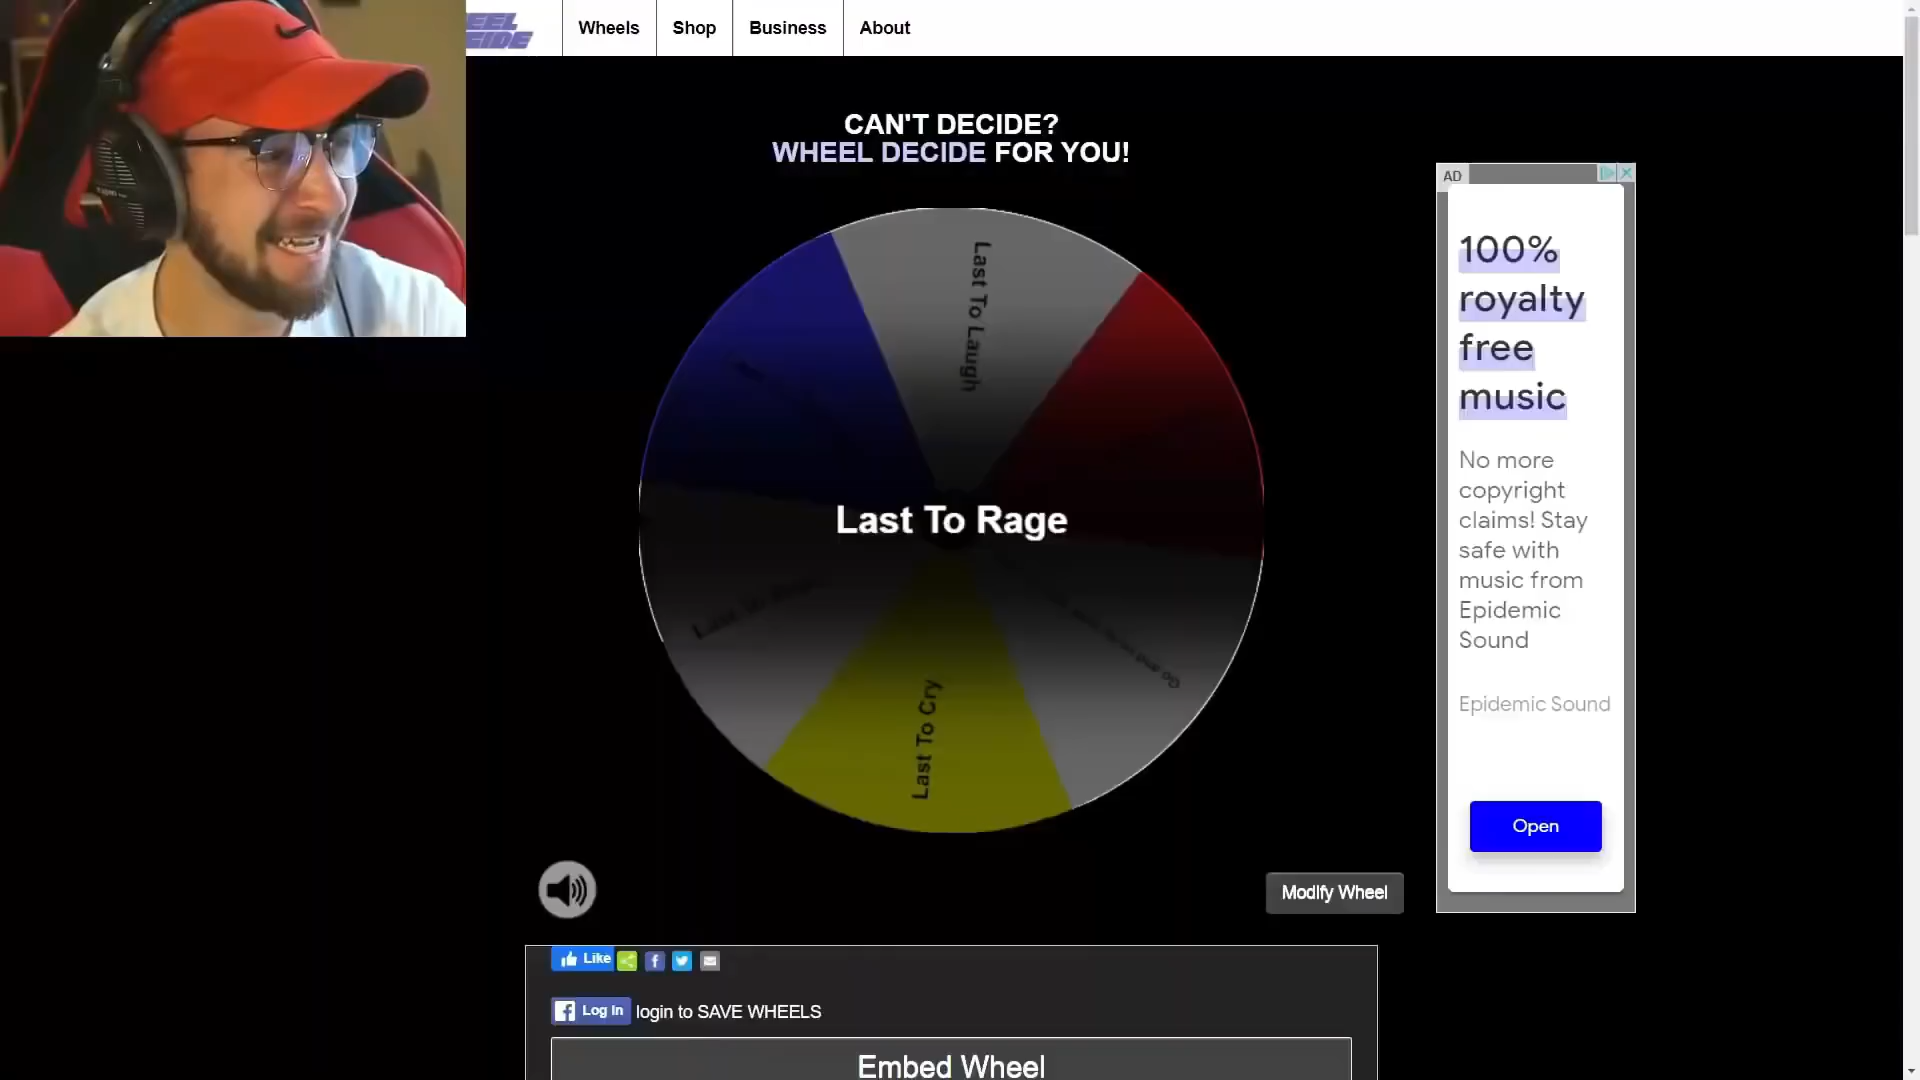 Wheels
Shop
Business
About
CAN'T DECIDE?
WHEEL DECIDE FOR YOU!
Last To Laugh
Last To Rage
Last To Cry
AD
100%
royalty
free
music
No more
copyright
claims! Stay
safe with
music from
Epidemic
Sound
Epidemic Sound
Open
Modify Wheel
Like
Log In login to SAVE WHEELS
Embed Wheel